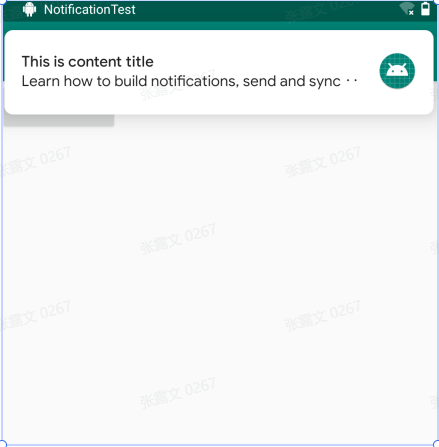 NotificationTest
This is content title
Learn how to build notifications, send and sync ··
张露文 0267
张露文 0267
张露文 0267
张露文 0267
张露文 0267
张露文 0267